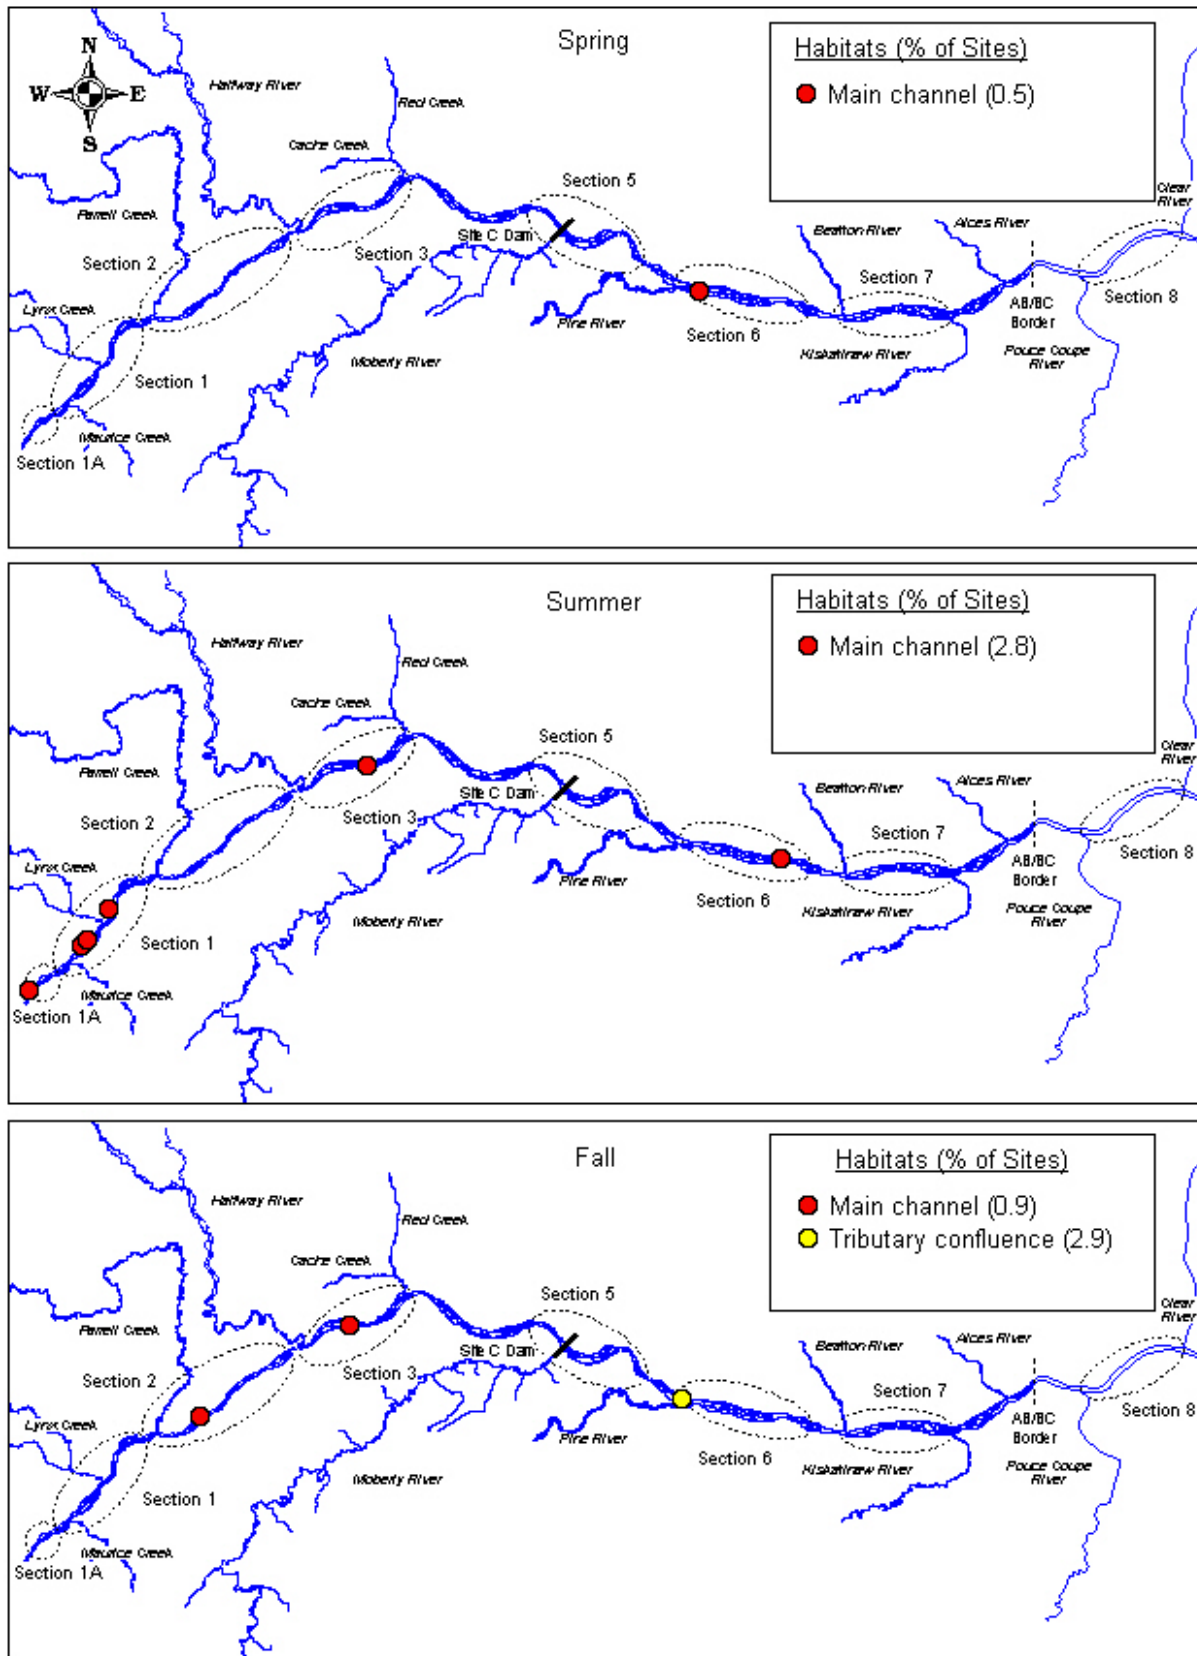 Spring
Habitats (% of Sites)
Main channel (0.5)
N
W E
S
Halfway River
Red Creek
Cache Creek
Farrell Creek
Section 5
Clear
River
Section 2
Site C Dam
Section 3
Beatton River
Alces River
Section 7
Section 8
Lynx Creek
AB/BC
Border
Pine River
Section 6
Kiskatinaw River
Pouce Coupe
River
Moberly River
Section 1
Maurice Creek
Section 1A
Summer
Habitats (% of Sites)
Main channel (2.8)
Halfway River
Red Creek
Cache Creek
Farrell Creek
Section 5
Clear
River
Section 2
Site C Dam
Section 3
Beatton River
Alces River
Section 7
Section 8
Lynx Creek
AB/BC
Border
Pine River
Section 6
Kiskatinaw River
Pouce Coupe
River
Moberly River
Section 1
Maurice Creek
Section 1A
Fall
Habitats (% of Sites)
Main channel (0.9)
Tributary confluence (2.9)
Halfway River
Red Creek
Cache Creek
Farrell Creek
Section 5
Clear
River
Section 2
Site C Dam
Section 3
Beatton River
Alces River
Section 7
Section 8
Lynx Creek
AB/BC
Border
Pine River
Section 6
Kiskatinaw River
Pouce Coupe
River
Moberly River
Section 1
Maurice Creek
Section 1A